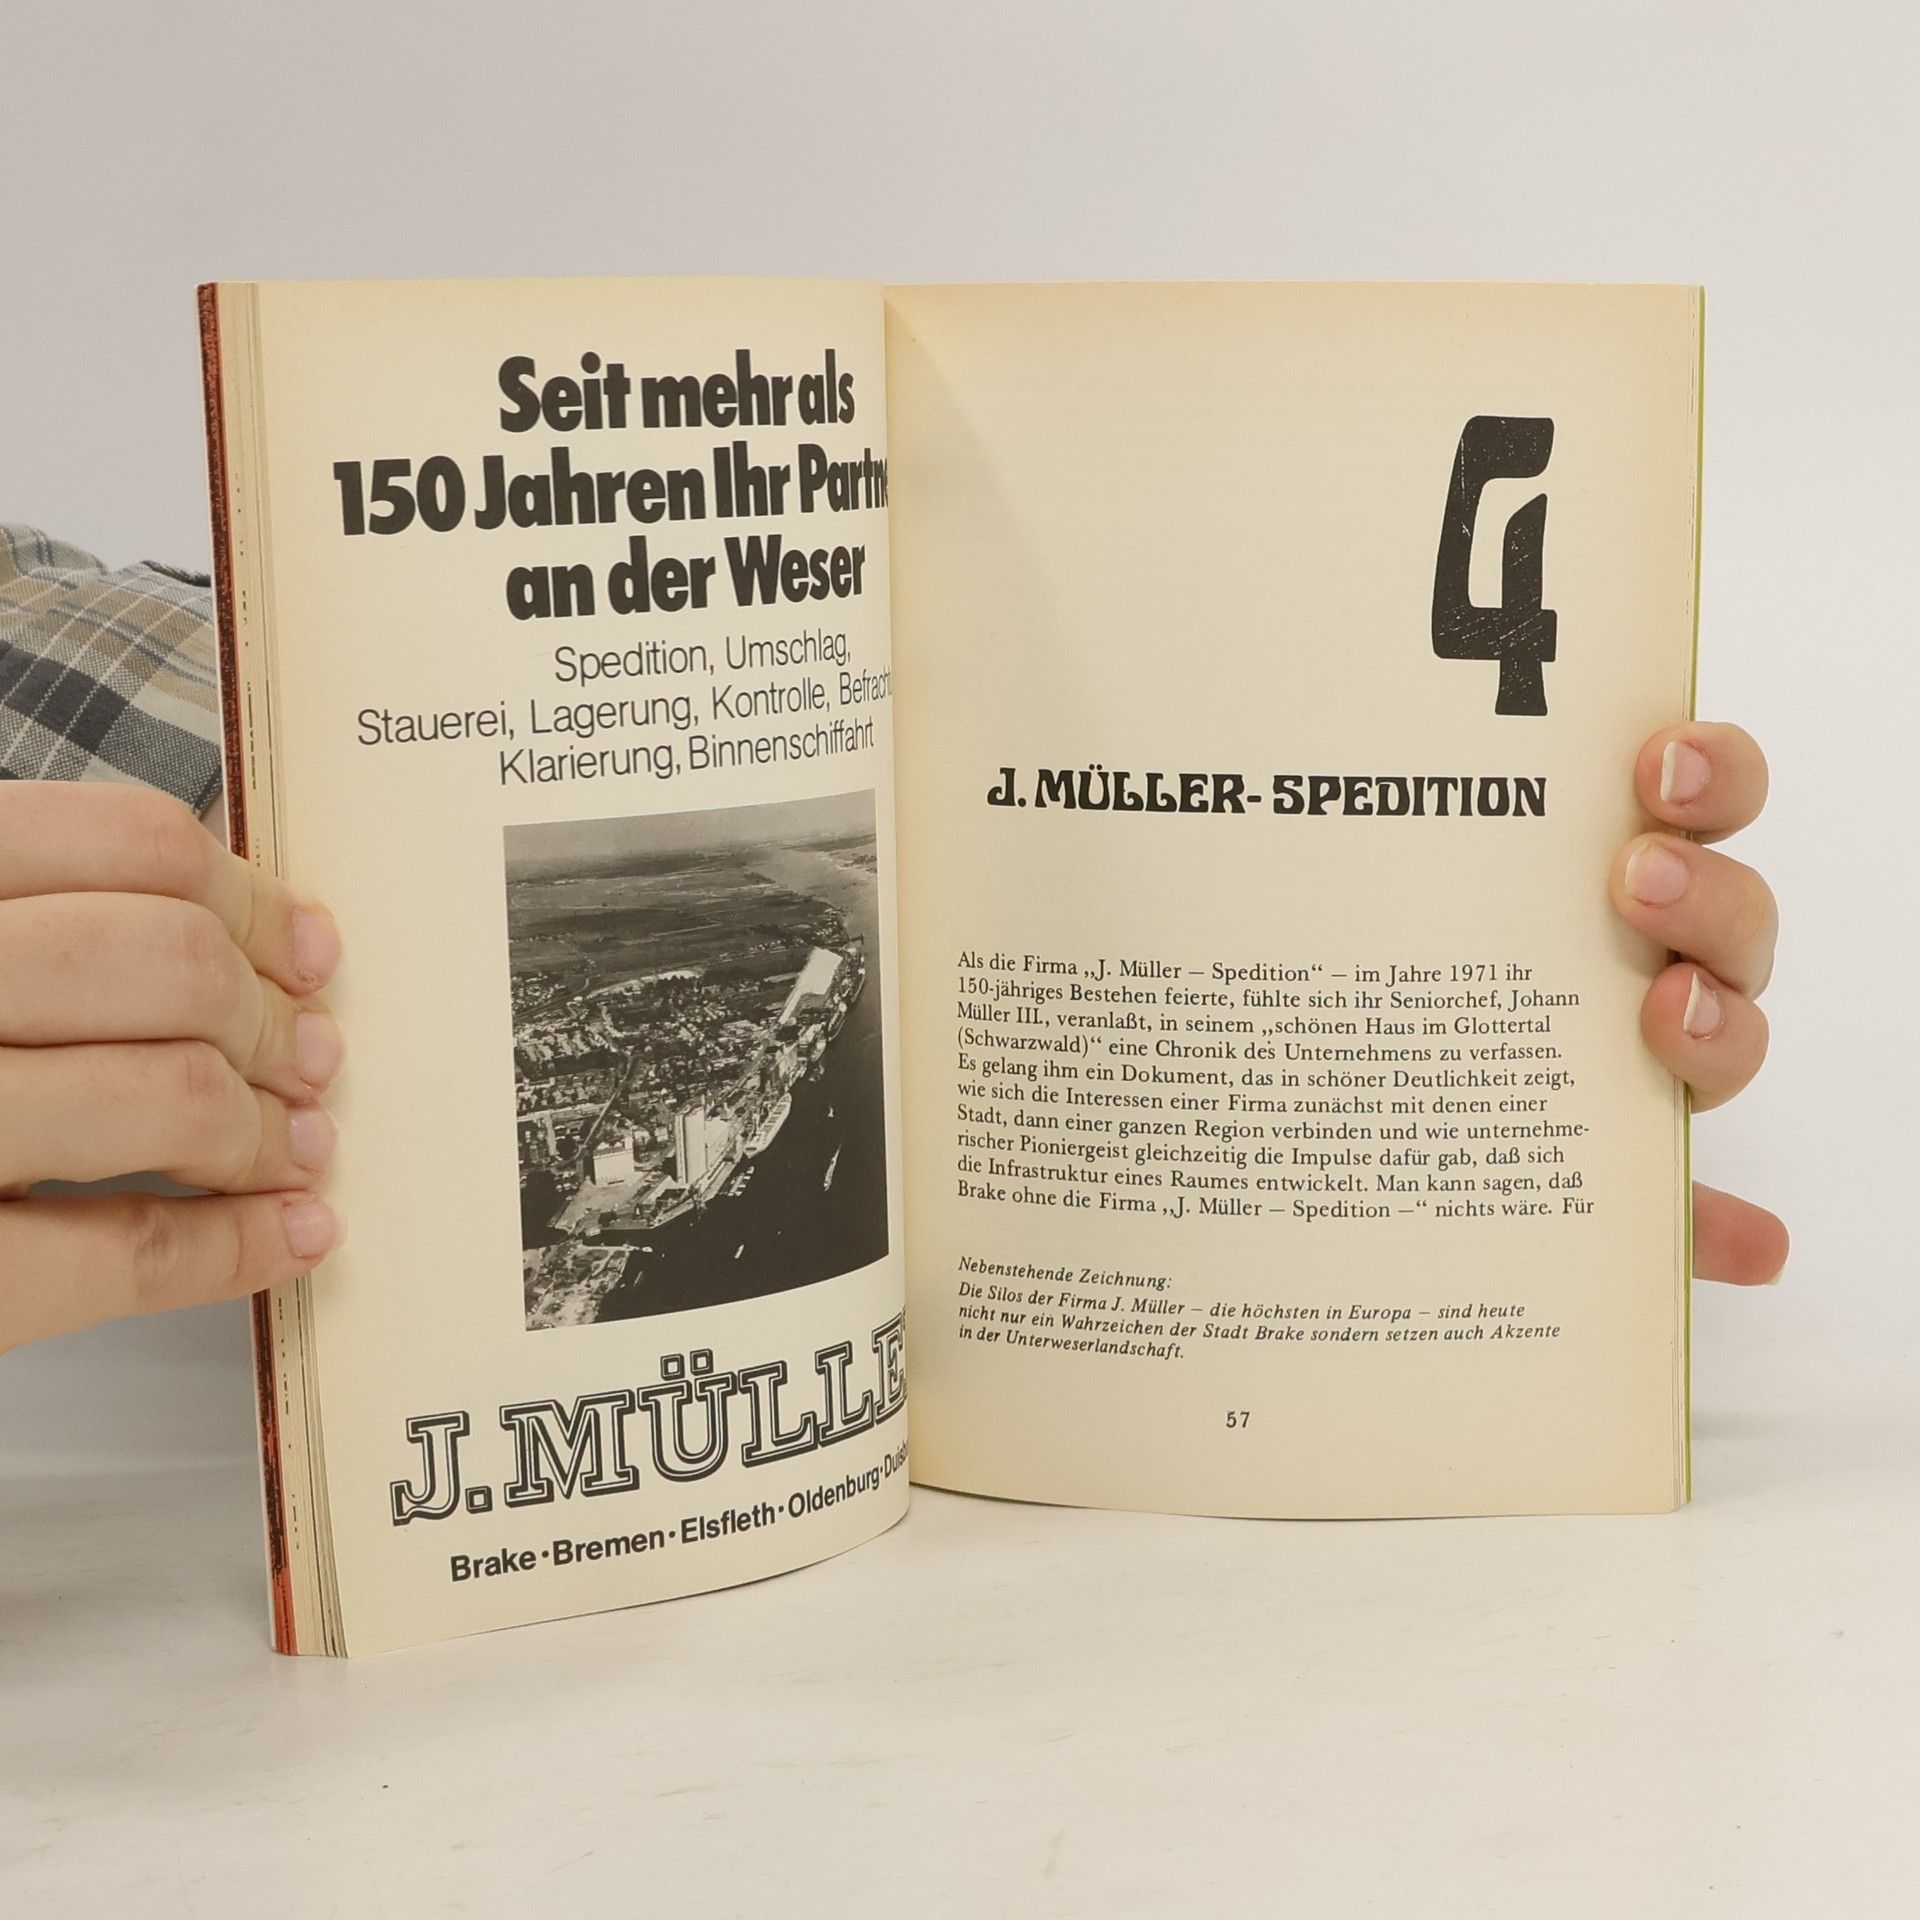 Seit mehr als
150 Jahren Ihr Partne
an der Weser
Spedition, Umschlag,
Stauerei, Lagerung, Kontrolle, Befracht
Klarierung, Binnenschiffahrt
J. MÜLLE
Brake · Bremen · Elsfleth · Oldenburg · Duisb
4
J. MÜLLER - SPEDITION
Als die Firma „J. Müller – Spedition“ – im Jahre 1971 ihr
150-jähriges Bestehen feierte, fühlte sich ihr Seniorchef, Johann
Müller III., veranlaßt, in seinem „schönen Haus im Glottertal
(Schwarzwald)“ eine Chronik des Unternehmens zu verfassen.
Es gelang ihm ein Dokument, das in schöner Deutlichkeit zeigt,
wie sich die Interessen einer Firma zunächst mit denen einer
Stadt, dann einer ganzen Region verbinden und wie unternehme-
rischer Pioniergeist gleichzeitig die Impulse dafür gab, daß sich
die Infrastruktur eines Raumes entwickelt. Man kann sagen, daß
Brake ohne die Firma „J. Müller – Spedition –“ nichts wäre. Für
Nebenstehende Zeichnung:
Die Silos der Firma J. Müller – die höchsten in Europa – sind heute
nicht nur ein Wahrzeichen der Stadt Brake sondern setzen auch Akzente
in der Unterweserlandschaft.
57